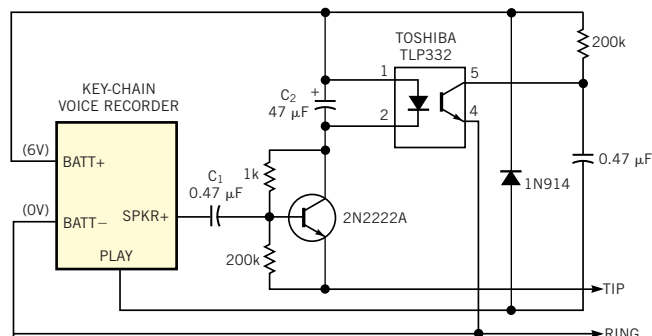 TOSHIBA
TLP332
200k
KEY-CHAIN
VOICE RECORDER
1
5
C2
+
47 µF
2
4
(6V)
BATT+
C1
0.47 µF
1k
0.47 µF
(0V)
BATT−
SPKR+
2N2222A
1N914
PLAY
200k
TIP
RING